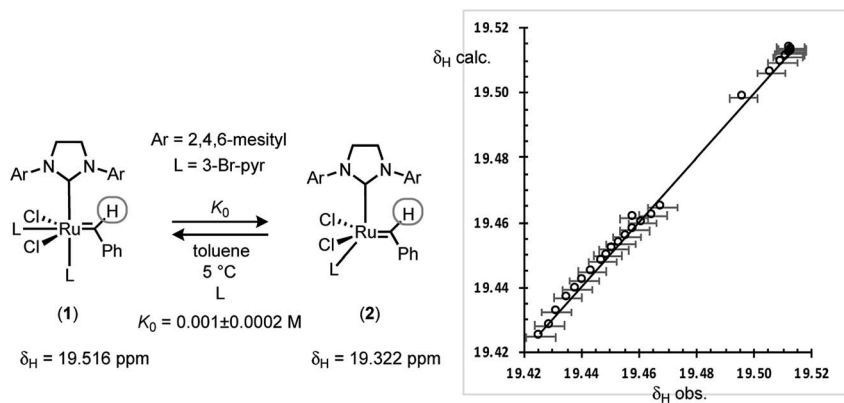 Ar = 2,4,6-mesityl
L = 3-Br-pyr
Ar N N Ar
Cl H
L Ru
Cl Ph
L
(1)
K₀
toluene
5 °C
L
K₀ = 0.001±0.0002 M
Ar N N Ar
Cl H
Cl Ru
L Ph
(2)
δH = 19.516 ppm
δH = 19.322 ppm
19.52
δH calc.
19.50
19.48
19.46
19.44
19.42
19.42 19.44 19.46 19.48 19.50 19.52
δH obs.